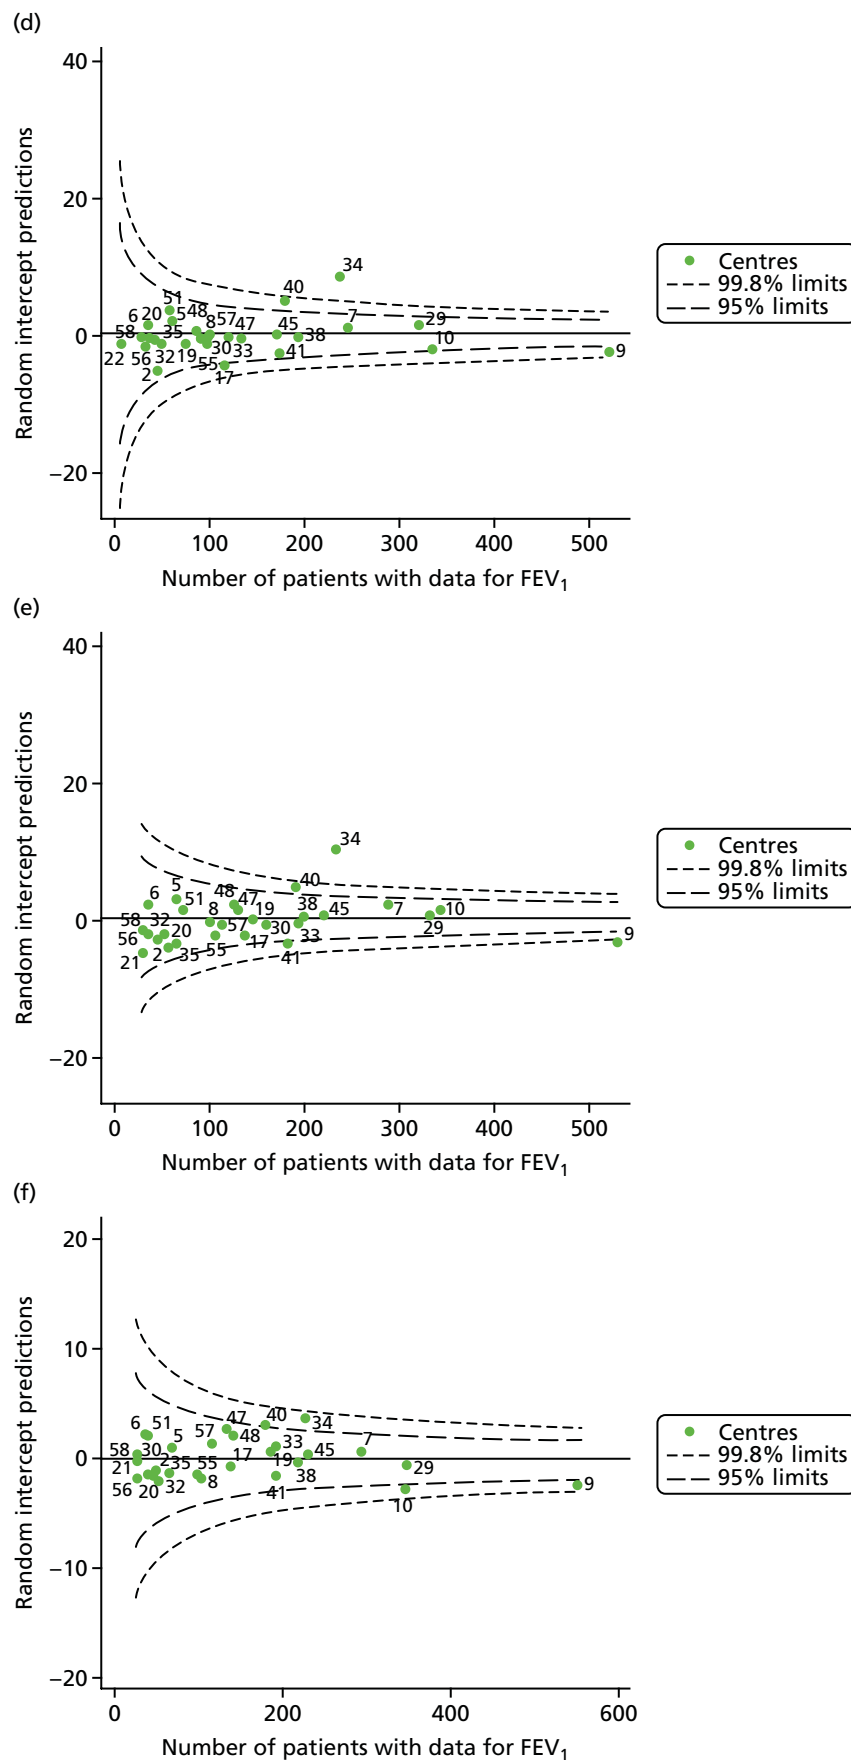 (d)
40
20
0
−20
Random intercept predictions
34
40
51
6 20 5 48 8 57 47 45 7 29
58 35 38 10
22 56 32 19 30 33 41 9
2 55
17
0 100 200 300 400 500
Number of patients with data for FEV1
Centres
99.8% limits
95% limits
(e)
40
20
0
−20
Random intercept predictions
34
5 40
6 51 48 47 38
58 32 8 19 45 7 10
56 20 57 30 33 29 9
21 2 35 55 17 41
0 100 200 300 400 500
Number of patients with data for FEV1
Centres
99.8% limits
95% limits
(f)
20
10
0
−10
−20
Random intercept predictions
6 51 47 40 34
5 57 48 33
58 30 45 7
21 2 35 55 17 19 29
56 20 32 8 41 38 9
10
0 200 400 600
Number of patients with data for FEV1
Centres
99.8% limits
95% limits